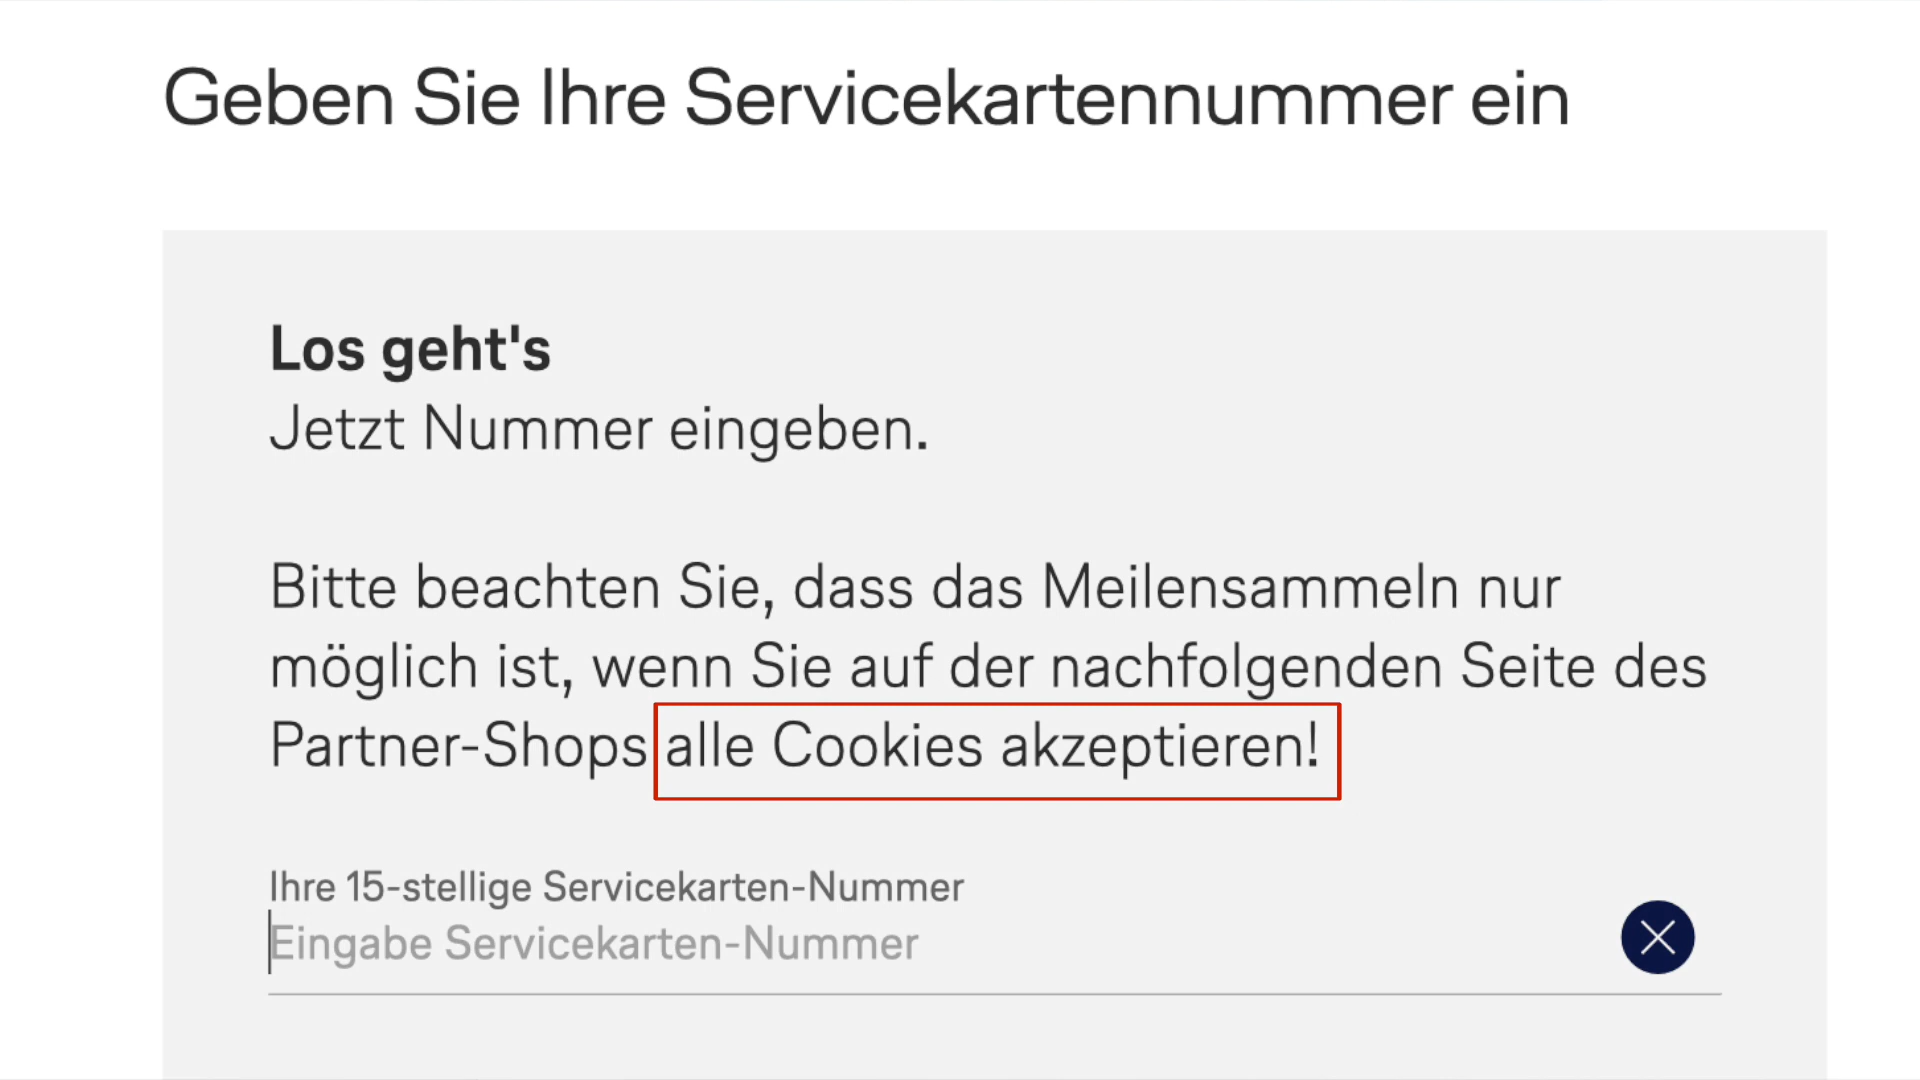 Geben Sie Ihre Servicekartennummer ein
Los geht's
Jetzt Nummer eingeben.
Bitte beachten Sie, dass das Meilensammeln nur
möglich ist, wenn Sie auf der nachfolgenden Seite des
Partner-Shops alle Cookies akzeptieren!
Ihre 15-stellige Servicekarten-Nummer
Eingabe Servicekarten-Nummer